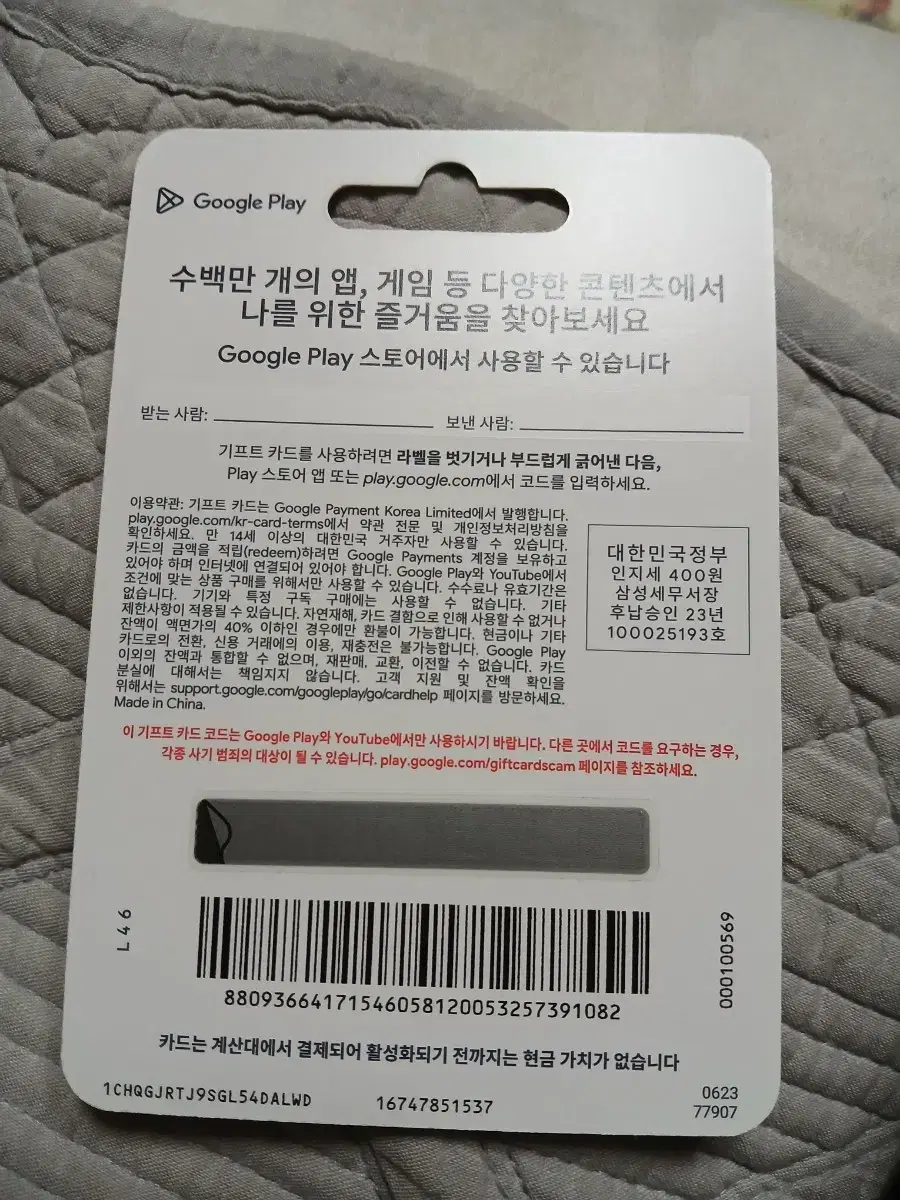 Google Play
수백만 개의 앱, 게임 등 다양한 콘텐츠에서
나를 위한 즐거움을 찾아보세요
Google Play 스토어에서 사용할 수 있습니다
받는 사람:
보낸 사람:
기프트 카드를 사용하려면 라벨을 벗기거나 부드럽게 긁어낸 다음,
Play 스토어 앱 또는 play.google.com에서 코드를 입력하세요.
이용약관: 기프트 카드는 Google Payment Korea Limited에서 발행합니다.
play.google.com/kr-card-terms에서 약관 전문 및 개인정보처리방침을
확인하세요. 만 14세 이상의 대한민국 거주자만 사용할 수 있습니다.
카드의 금액을 적립(redeem)하려면 Google Payments 계정을 보유하고
있어야 하며 인터넷에 연결되어 있어야 합니다. Google Play와 YouTube에서
조건에 맞는 상품 구매를 위해서만 사용할 수 있습니다. 수수료나 유효기간은
없습니다. 기기와 특정 구독 구매에는 사용할 수 없습니다. 기타
제한사항이 적용될 수 있습니다. 자연재해, 카드 결함으로 인해 사용할 수 없거나
잔액이 액면가의 40% 이하인 경우에만 환불이 가능합니다. 현금이나 기타
카드로의 전환, 신용 거래에의 이용, 재충전은 불가능합니다. Google Play
이외의 잔액과 통합할 수 없으며, 재판매, 교환, 이전할 수 없습니다. 카드
분실에 대해서는 책임지지 않습니다. 고객 지원 및 잔액 확인을
위해서는 support.google.com/googleplay/go/cardhelp 페이지를 방문하세요.
Made in China.
대한민국정부
인지세 400원
삼성세무서장
후납승인 23년
100025193호
이 기프트 카드 코드는 Google Play와 YouTube에서만 사용하시기 바랍니다. 다른 곳에서 코드를 요구하는 경우,
각종 사기 범죄의 대상이 될 수 있습니다. play.google.com/giftcardscam 페이지를 참조하세요.
L46
000100569
88093664171546058120053257391082
카드는 계산대에서 결제되어 활성화되기 전까지는 현금 가치가 없습니다
1CHQGJRTJ9SGL54DALWD
16747851537
0623
77907